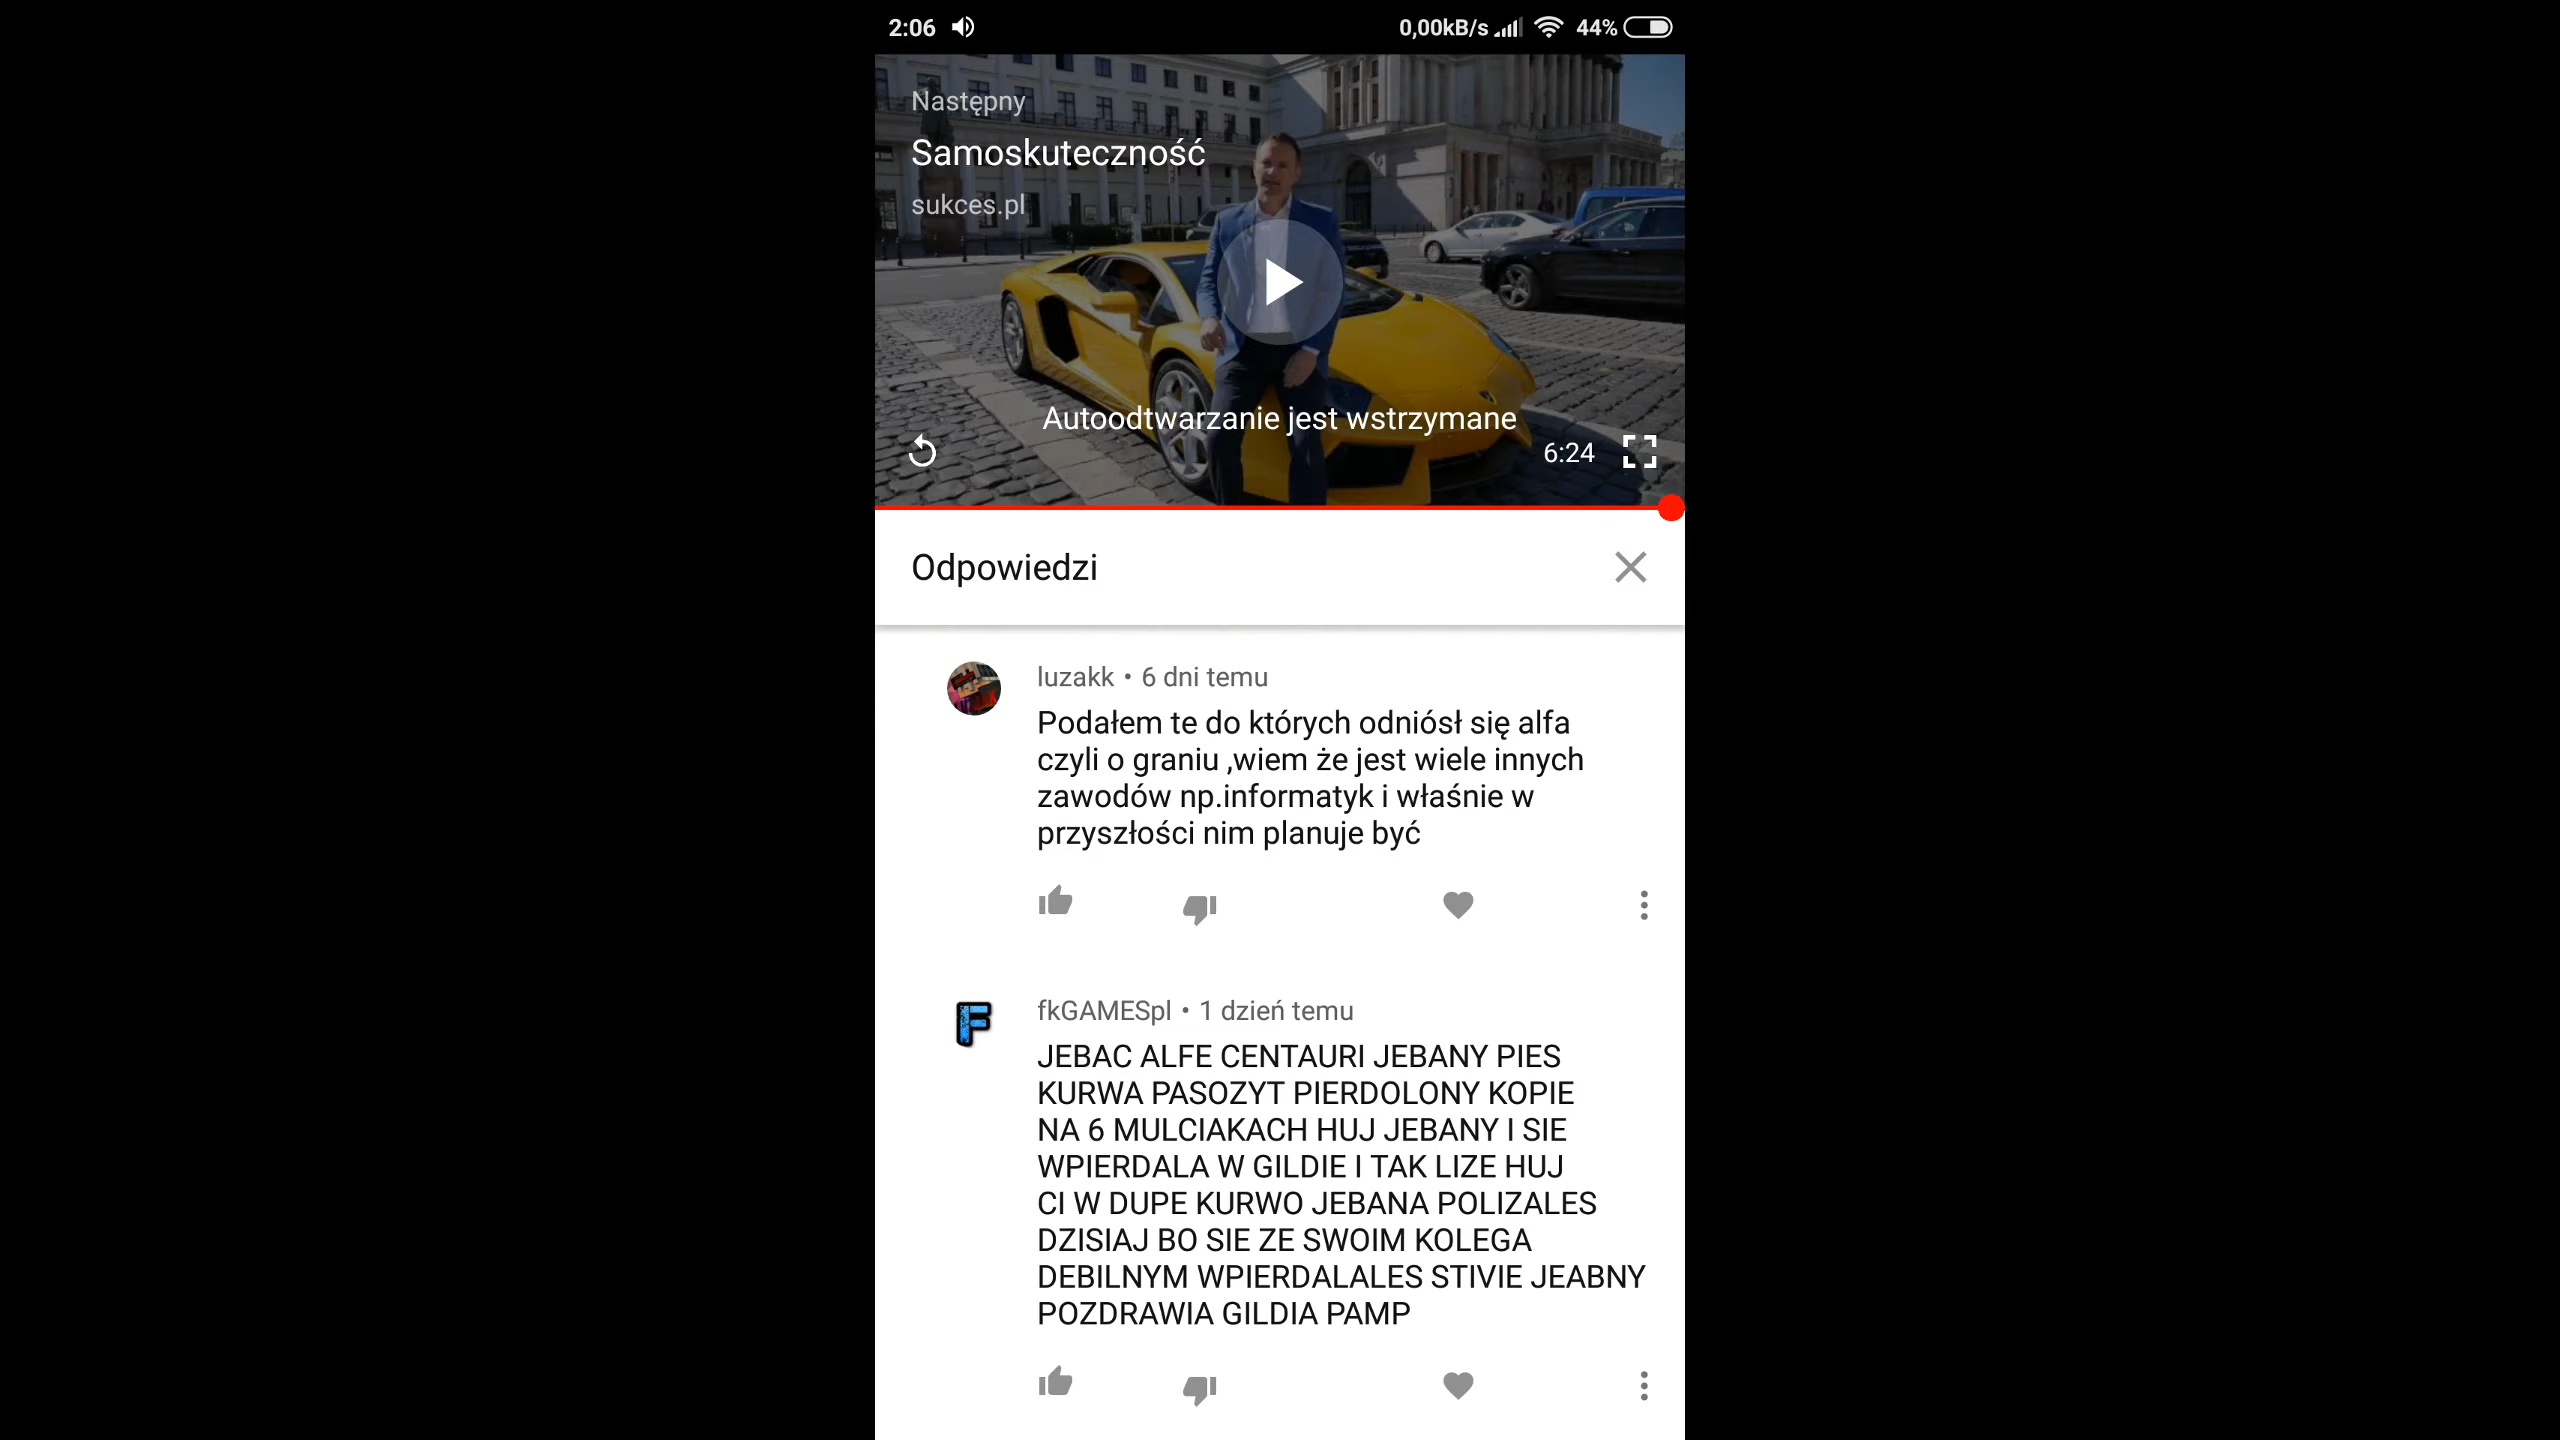 2:06
0,00kB/s
44%
Następny
Samoskuteczność
sukces.pl
Autoodtwarzanie jest wstrzymane
6:24
Odpowiedzi
luzakk • 6 dni temu
Podałem te do których odniósł się alfa
czyli o graniu ,wiem że jest wiele innych
zawodów np.informatyk i właśnie w
przyszłości nim planuje być
F
fkGAMESpl • 1 dzień temu
JEBAC ALFE CENTAURI JEBANY PIES
KURWA PASOZYT PIERDOLONY KOPIE
NA 6 MULCIAKACH HUJ JEBANY I SIE
WPIERDALA W GILDIE I TAK LIZE HUJ
CI W DUPE KURWO JEBANA POLIZALES
DZISIAJ BO SIE ZE SWOIM KOLEGA
DEBILNYM WPIERDALALES STIVIE JEABNY
POZDRAWIA GILDIA PAMP